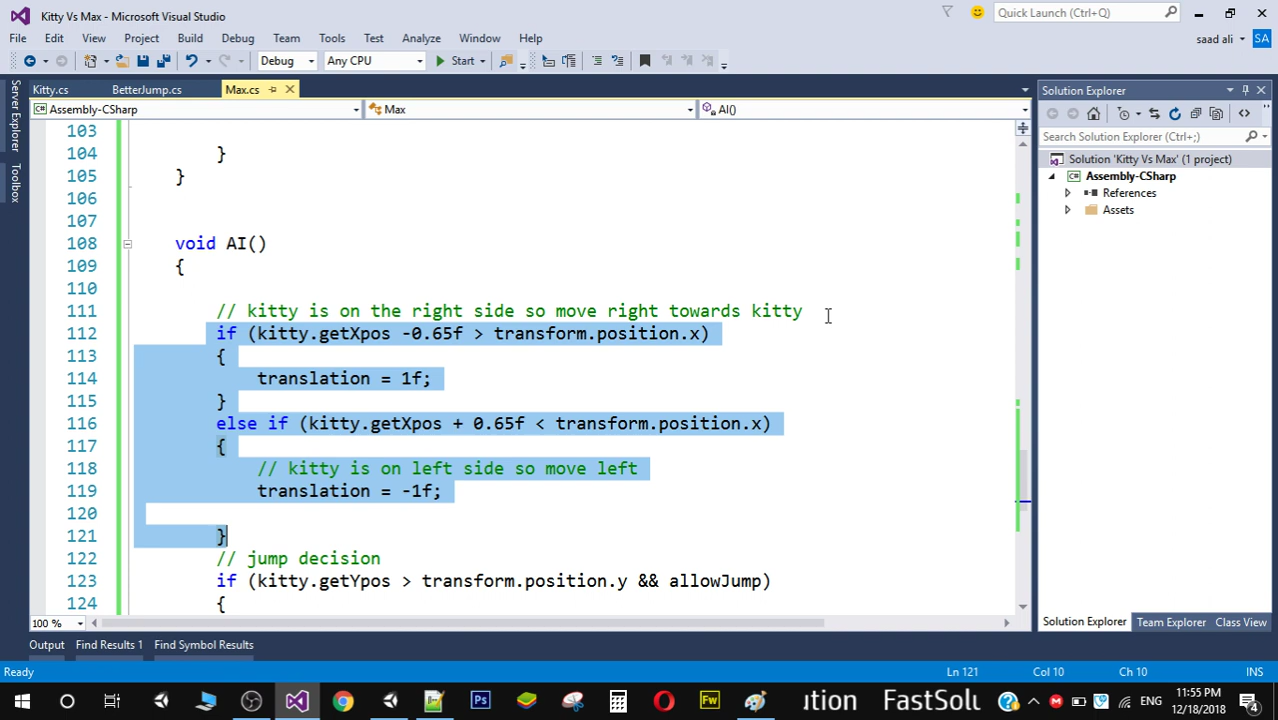 Kitty Vs Max - Microsoft Visual Studio
Quick Launch (Ctrl+Q)
File Edit View Project Build Debug Team Tools Test Analyze Window Help
saad ali SA
Debug Any CPU Start
Server Explorer
Toolbox
Kitty.cs BetterJump.cs Max.cs
Assembly-CSharp Max AI()
103
104 }
105 }
106
107
108 void AI()
109 {
110
111 // kitty is on the right side so move right towards kitty
112 if (kitty.getXpos -0.65f > transform.position.x)
113 {
114 translation = 1f;
115 }
116 else if (kitty.getXpos + 0.65f < transform.position.x)
117 {
118 // kitty is on left side so move left
119 translation = -1f;
120
121 }
122 // jump decision
123 if (kitty.getYpos > transform.position.y && allowJump)
124 {
100 %
Solution Explorer
Search Solution Explorer (Ctrl+;)
Solution 'Kitty Vs Max' (1 project)
Assembly-CSharp
References
Assets
Solution Explorer Team Explorer Class View
Output Find Results 1 Find Symbol Results
Ready Ln 121 Col 10 Ch 10 INS
Ps Fw ution FastSolu ENG 11:55 PM
12/18/2018 4